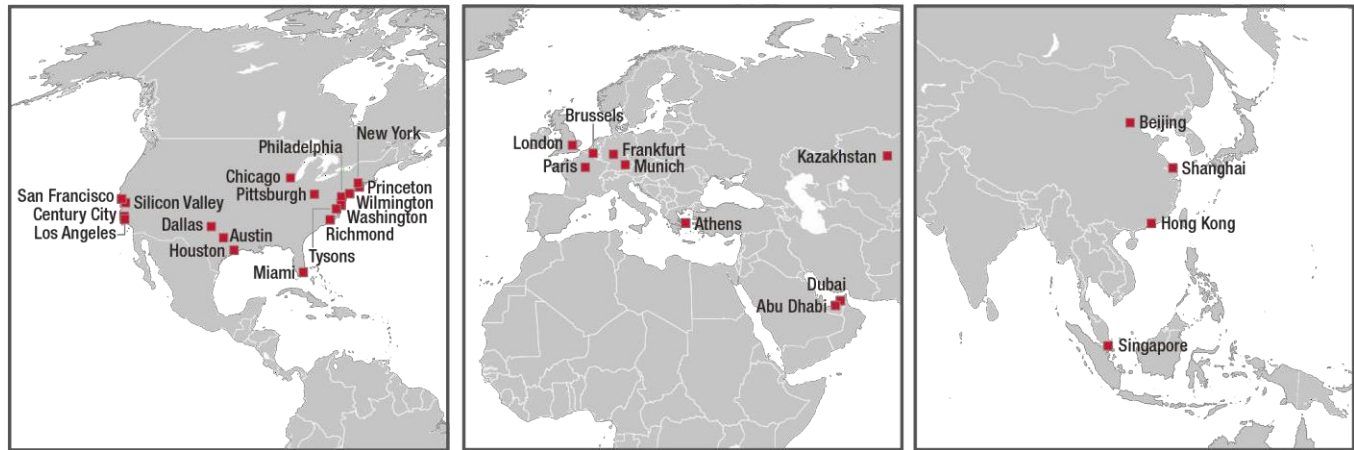 New York
Philadelphia
Chicago
Pittsburgh
Princeton
Wilmington
Washington
Richmond
San Francisco
Silicon Valley
Century City
Los Angeles
Dallas
Austin
Houston
Tysons
Miami
Brussels
London
Frankfurt
Paris
Munich
Kazakhstan
Athens
Dubai
Abu Dhabi
Beijing
Shanghai
Hong Kong
Singapore